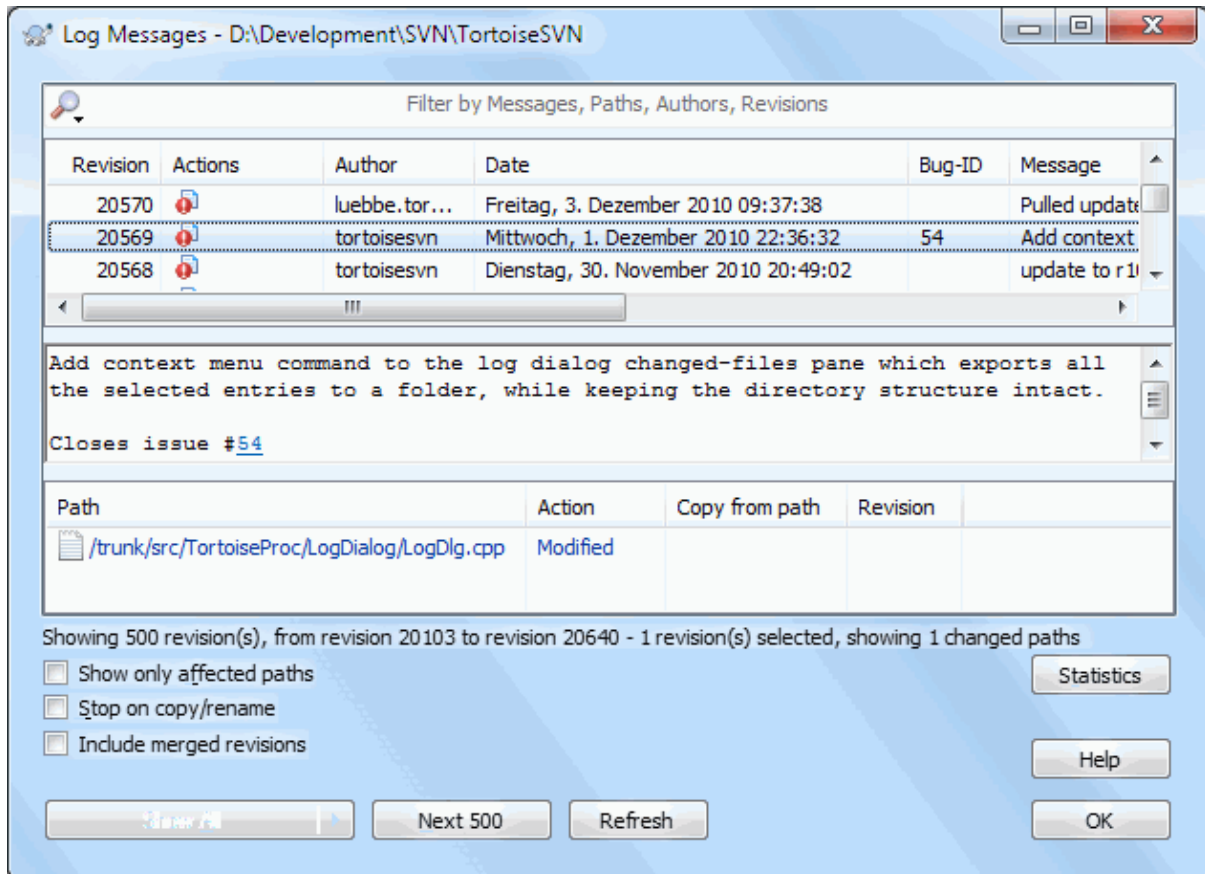 Log Messages - D:\Development\SVN\TortoiseSVN
Filter by Messages, Paths, Authors, Revisions
Revision Actions Author Date Bug-ID Message
20570 luebbe.tor... Freitag, 3. Dezember 2010 09:37:38 Pulled update
20569 tortoisesvn Mittwoch, 1. Dezember 2010 22:36:32 54 Add context
20568 tortoisesvn Dienstag, 30. November 2010 20:49:02 update to
Add context menu command to the log dialog changed-files pane which exports all
the selected entries to a folder, while keeping the directory structure intact.
Closes issue #54
Path Action Copy from path Revision
/trunk/src/TortoiseProc/LogDialog/LogDlg.cpp Modified
Showing 500 revision(s), from revision 20103 to revision 20640 - 1 revision(s) selected, showing 1 changed paths
Show only affected paths
Statistics
Stop on copy/rename
Include merged revisions
Help
Next 500 Refresh OK